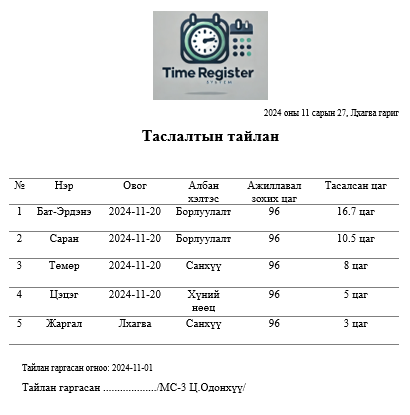 Time Register
SYSTEM
2024 оны 11 сарын 27, Лхагва гариг
Таслалтын тайлан
№ Нэр Овог Албан хэлтэс Ажиллавал зохих цаг Тасалсан цаг
1 Бат-Эрдэнэ 2024-11-20 Борлуулалт 96 16.7 цаг
2 Саран 2024-11-20 Борлуулалт 96 10.5 цаг
3 Төмөр 2024-11-20 Санхүү 96 8 цаг
4 Цэцэг 2024-11-20 Хүний нөөц 96 5 цаг
5 Жаргал Лхагва Санхүү 96 3 цаг
Тайлан гаргасан огноо: 2024-11-01
Тайлан гаргасан ..................../МС-3 Ц.Одонхүү/